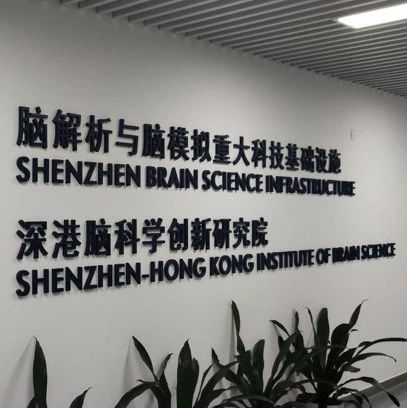 脑解析与脑模拟重大科技基础设施
SHENZHEN BRAIN SCIENCE INFRASTRUCTURE
深港脑科学创新研究院
SHENZHEN-HONG KONG INSTITUTE OF BRAIN SCIENCE